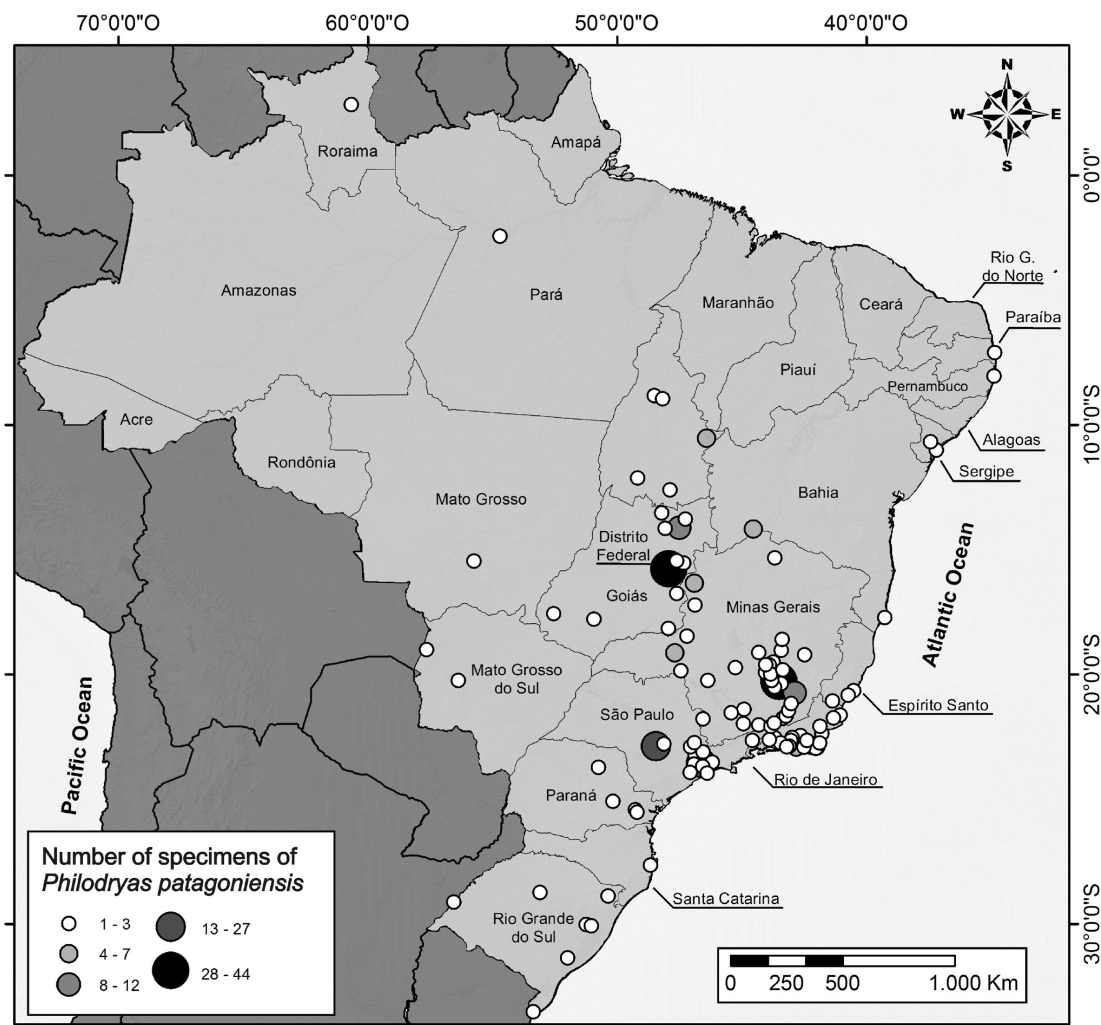 70°0'0"O 60°0'0"O 50°0'0"O 40°0'0"O
N
W E
S
0°0'0"
10°0'0"S
20°0'0"S
30°0'0"S
Roraima
Amapá
Amazonas
Pará
Maranhão
Ceará
Rio G.
do Norte
Paraíba
Piauí
Pernambuco
Acre
Rondônia
Alagoas
Sergipe
Mato Grosso
Bahia
Distrito
Federal
Goiás
Minas Gerais
Atlantic Ocean
Mato Grosso
do Sul
São Paulo
Espírito Santo
Rio de Janeiro
Pacific Ocean
Paraná
Santa Catarina
Rio Grande
do Sul
Number of specimens of
Philodryas patagoniensis
1 - 3
4 - 7
8 - 12
13 - 27
28 - 44
0 250 500 1.000 Km